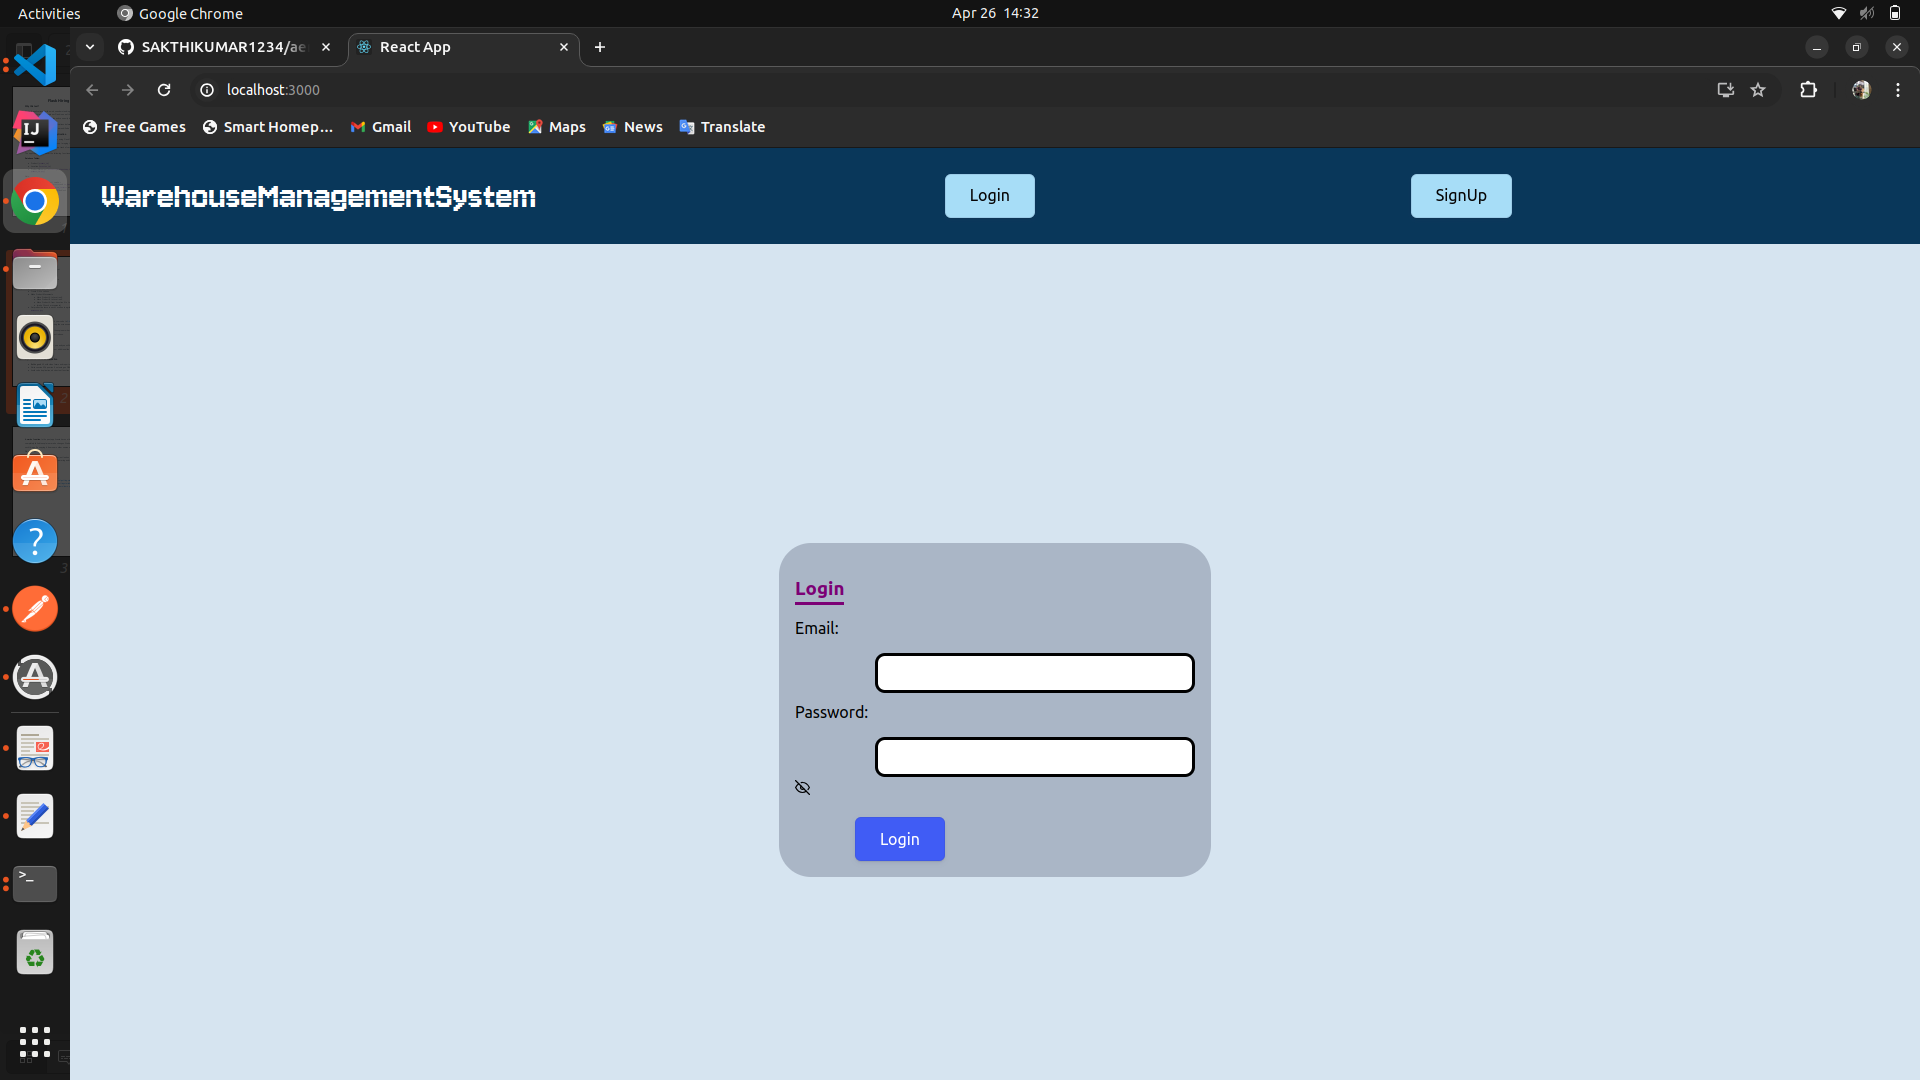 Activities Google Chrome Apr 26 14:32
SAKTHIKUMAR1234/ae React App
localhost:3000
Free Games Smart Homep... Gmail YouTube Maps News Translate
WarehouseManagementSystem Login SignUp
Login
Email:
Password:
Login